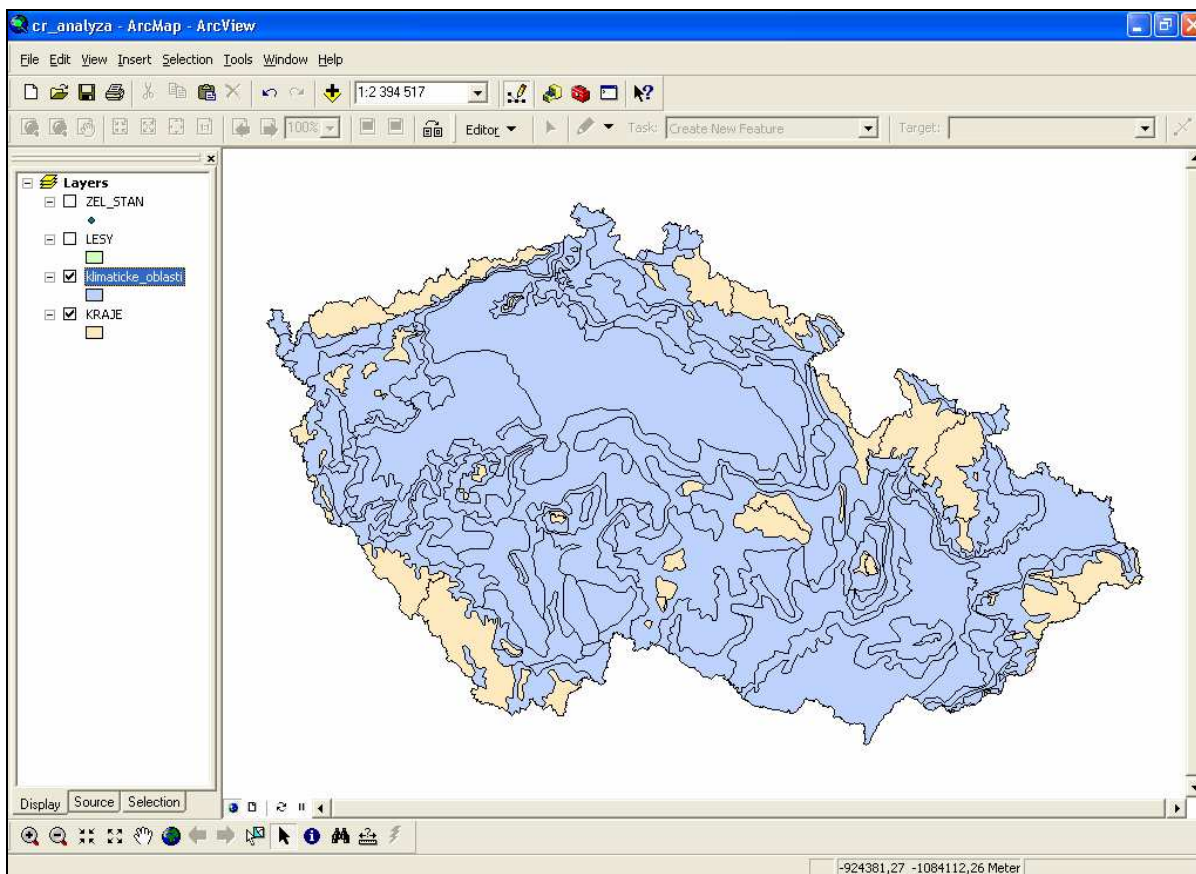 cr_analyza - ArcMap - ArcView
File Edit View Insert Selection Tools Window Help
1:2 394 517
100% Editor Task: Create New Feature Target:
Layers
ZEL_STAN
LESY
klimaticke_oblasti
KRAJE
Display Source Selection
-924381,27 -1084112,26 Meter